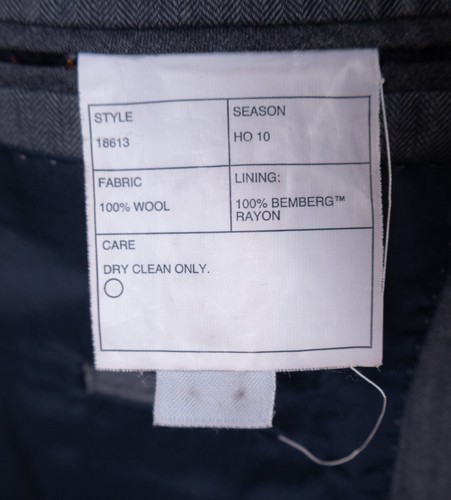 STYLE
18613
SEASON
HO 10
FABRIC
100% WOOL
LINING:
100% BEMBERG™
RAYON
CARE
DRY CLEAN ONLY.